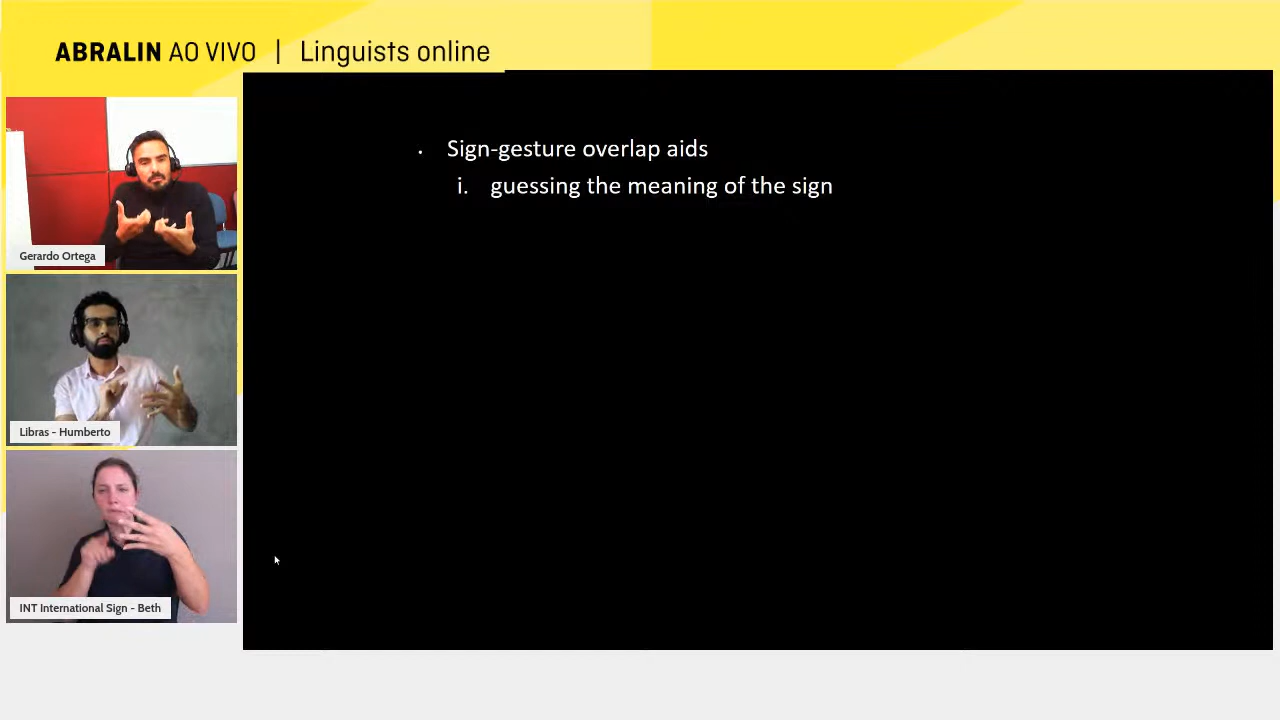 ABRALIN AO VIVO | Linguists online
Gerardo Ortega
Libras - Humberto
INT International Sign - Beth
• Sign-gesture overlap aids
i. guessing the meaning of the sign